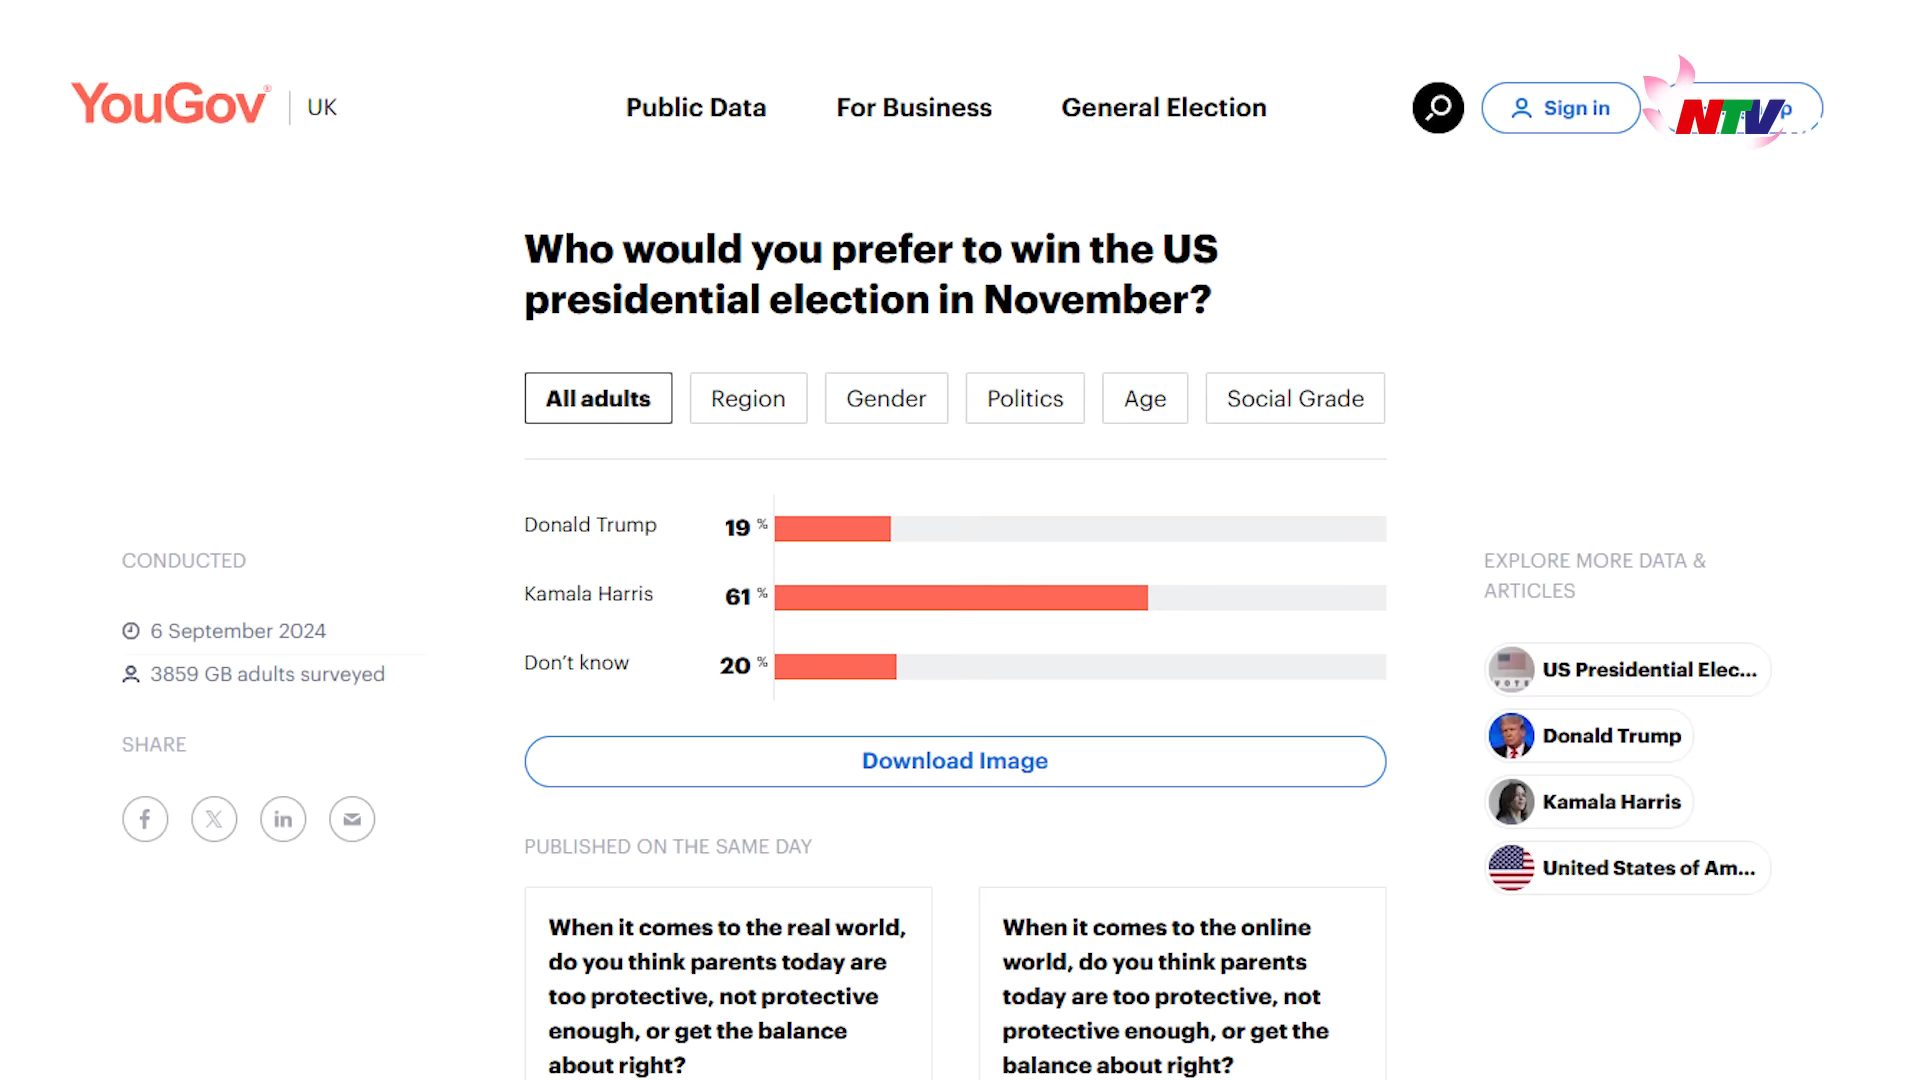 YouGov®
UK
Public Data
For Business
General Election
Sign in
NTV
Who would you prefer to win the US
presidential election in November?
All adults
Region
Gender
Politics
Age
Social Grade
Donald Trump 19 %
Kamala Harris 61 %
Don't know 20 %
CONDUCTED
6 September 2024
3859 GB adults surveyed
SHARE
EXPLORE MORE DATA &
ARTICLES
VOTE
US Presidential Elec...
Donald Trump
Kamala Harris
United States of Am...
Download Image
PUBLISHED ON THE SAME DAY
When it comes to the real world,
do you think parents today are
too protective, not protective
enough, or get the balance
about right?
When it comes to the online
world, do you think parents
today are too protective, not
protective enough, or get the
balance about right?